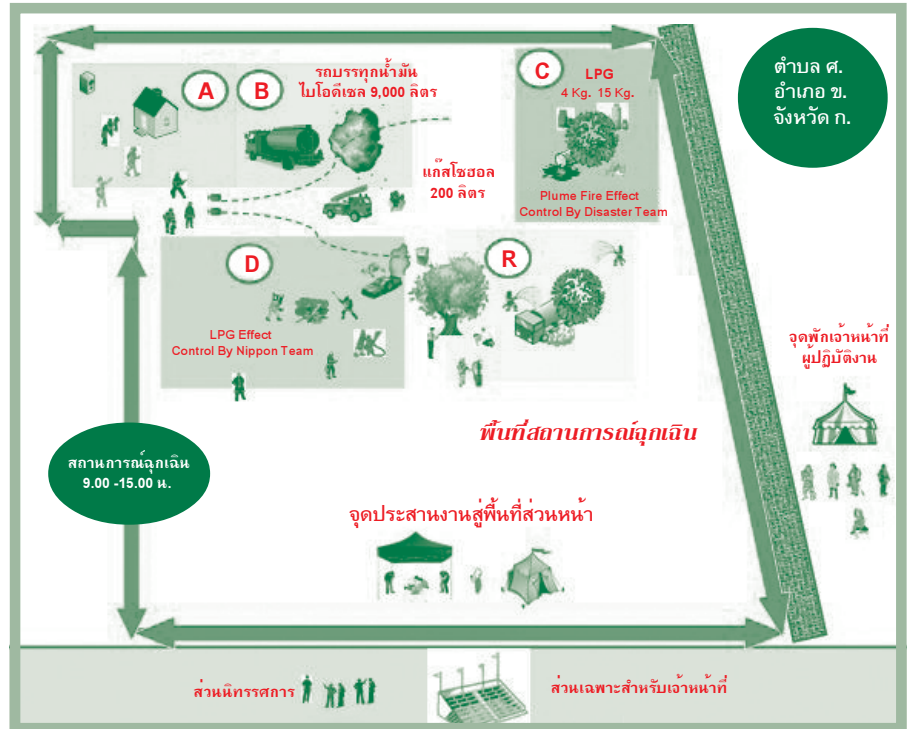 A
B
รถบรรทุกน้ำมัน
ไบโอดีเซล 9,000 ลิตร
C
LPG
4 Kg. 15 Kg.
ตำบล ศ.
อำเภอ ข.
จังหวัด ก.
แก๊สโซฮอล
200 ลิตร
Plume Fire Effect
Control By Disaster Team
D
R
LPG Effect
Control By Nippon Team
จุดพักเจ้าหน้าที่
ผู้ปฏิบัติงาน
พื้นที่สถานการณ์ฉุกเฉิน
สถานการณ์ฉุกเฉิน
9.00 -15.00 น.
จุดประสานงานสู่พื้นที่ส่วนหน้า
ส่วนนิทรรศการ
ส่วนเฉพาะสำหรับเจ้าหน้าที่